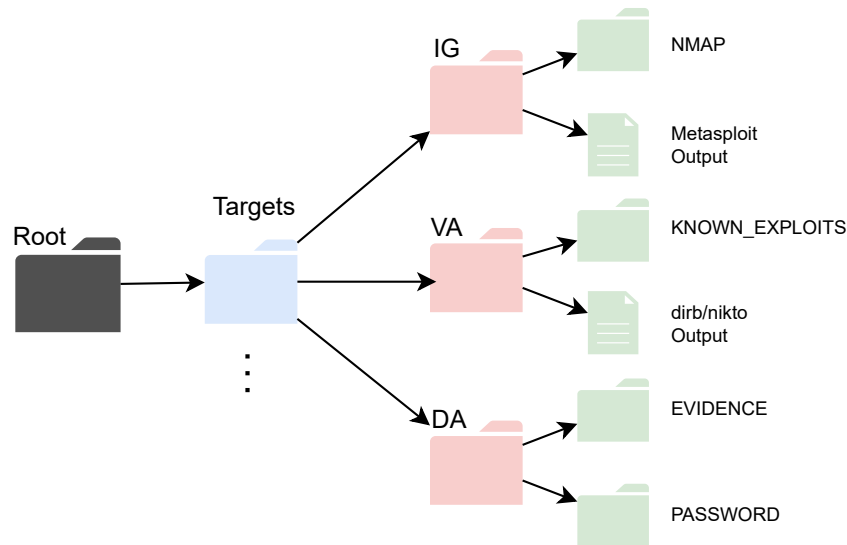 Root
Targets
IG
NMAP
Metasploit
Output
VA
KNOWN_EXPLOITS
dirb/nikto
Output
DA
EVIDENCE
PASSWORD